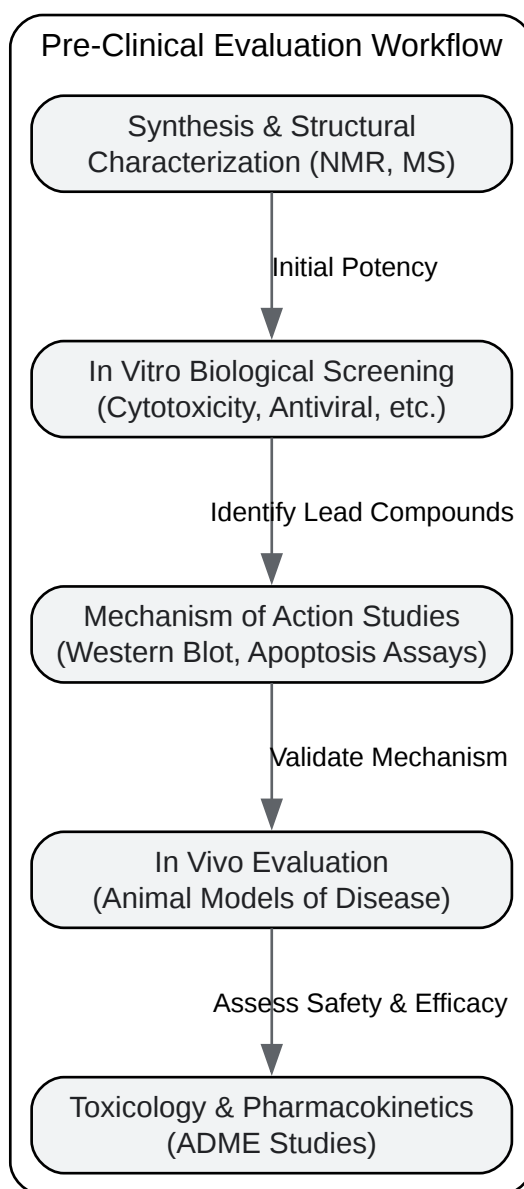 Pre-Clinical Evaluation Workflow
Synthesis & Structural
Characterization (NMR, MS)
Initial Potency
In Vitro Biological Screening
(Cytotoxicity, Antiviral, etc.)
Identify Lead Compounds
Mechanism of Action Studies
(Western Blot, Apoptosis Assays)
Validate Mechanism
In Vivo Evaluation
(Animal Models of Disease)
Assess Safety & Efficacy
Toxicology & Pharmacokinetics
(ADME Studies)